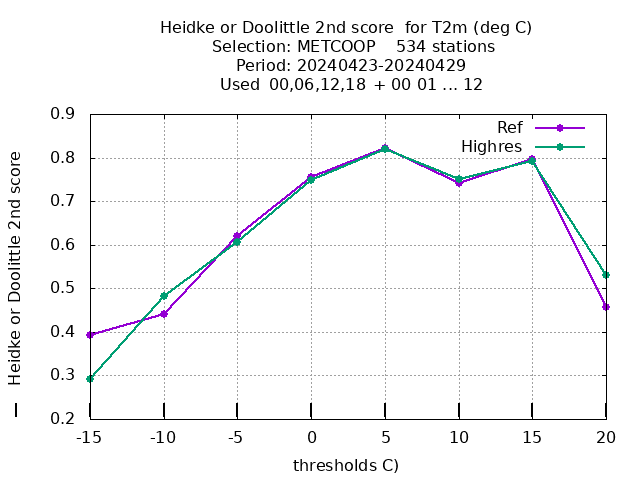 Heidke or Doolittle 2nd score  for T2m (deg C)
Selection: METCOOP    534 stations
Period: 20240423-20240429
Used  00,06,12,18  + 00 01 ... 12
Ref
Highres
0.9
0.8
0.7
0.6
0.5
0.4
0.3
0.2
Heidke or Doolittle 2nd score
-15 -10 -5 0 5 10 15 20
thresholds C)